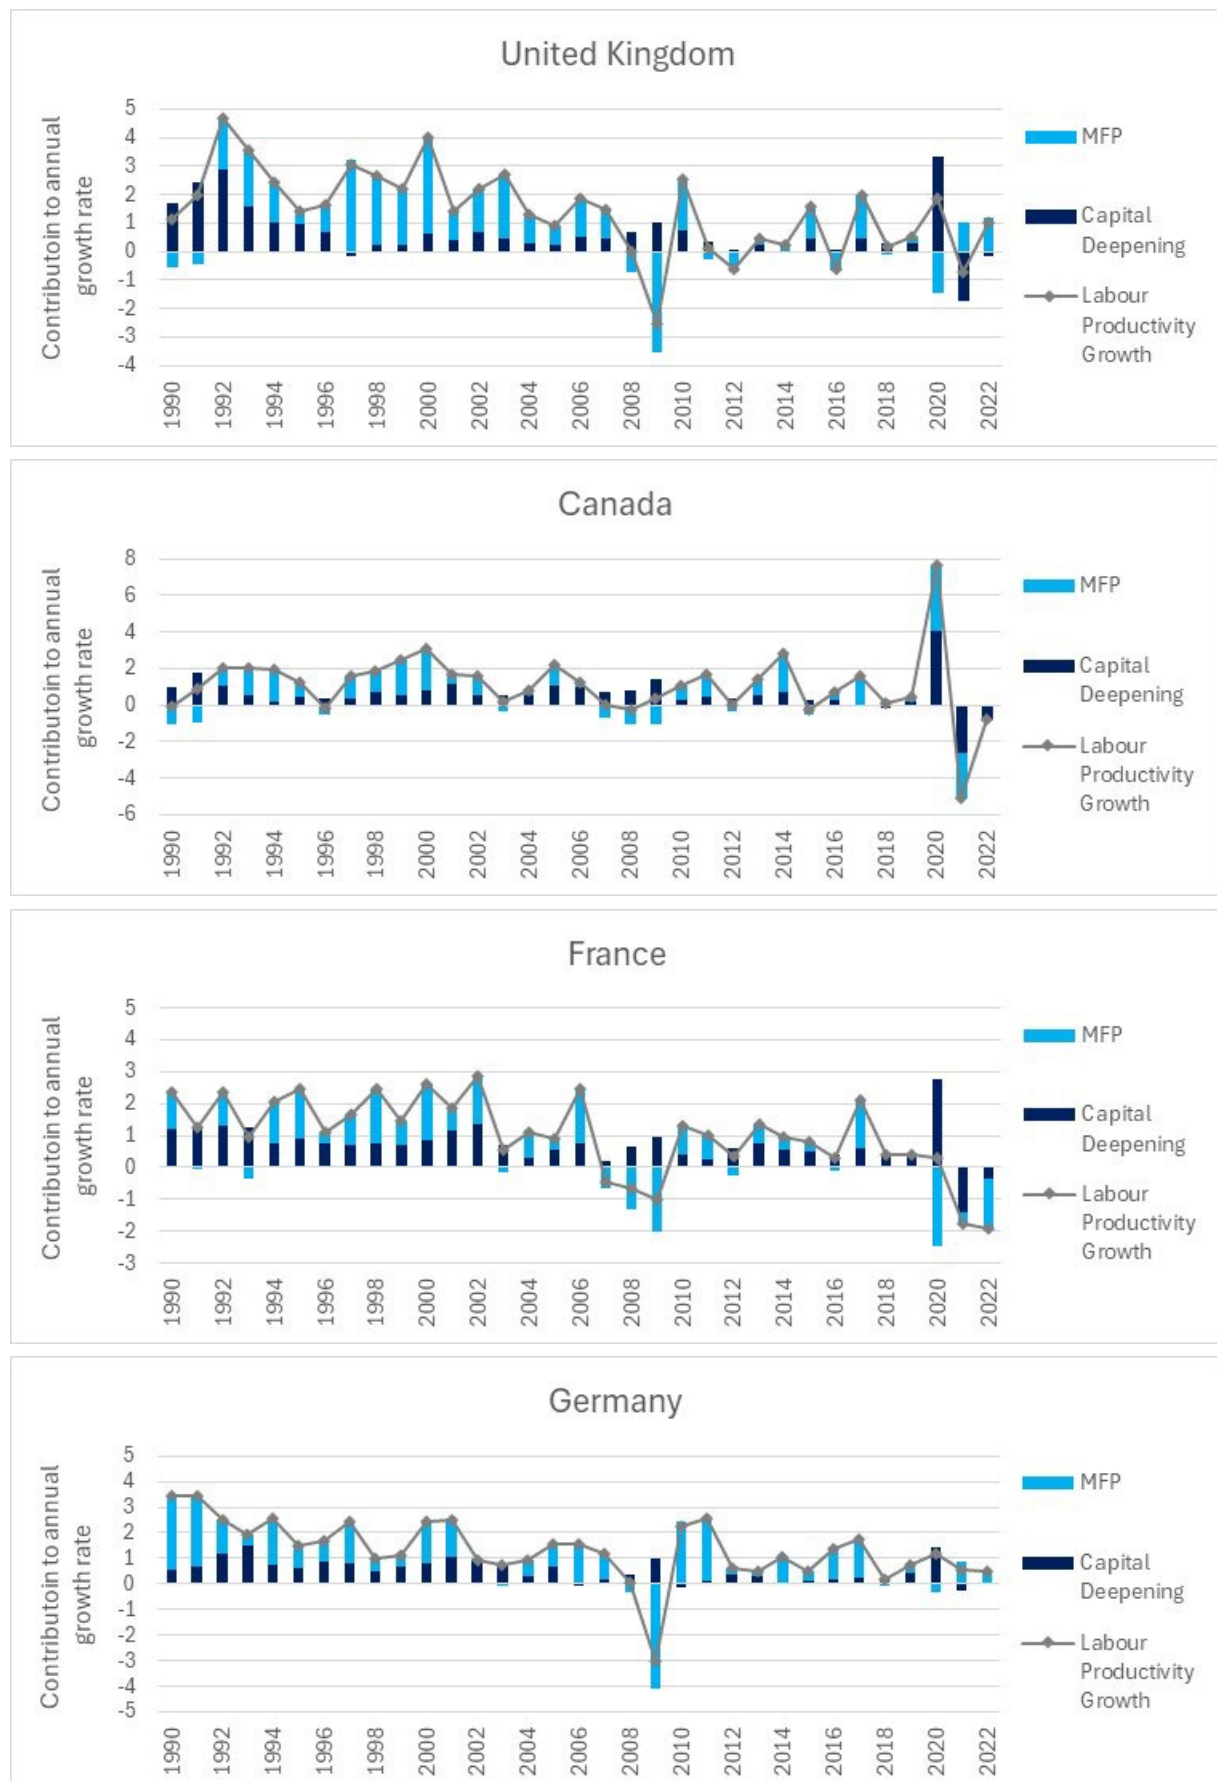 United Kingdom
Contributoin to annual
growth rate
5
4
3
2
1
0
-1
-2
-3
-4
1990
1992
1994
1996
1998
2000
2002
2004
2006
2008
2010
2012
2014
2016
2018
2020
2022
MFP
Capital
Deepening
Labour
Productivity
Growth
Canada
Contributoin to annual
growth rate
8
6
4
2
0
-2
-4
-6
1990
1992
1994
1996
1998
2000
2002
2004
2006
2008
2010
2012
2014
2016
2018
2020
2022
MFP
Capital
Deepening
Labour
Productivity
Growth
France
Contributoin to annual
growth rate
5
4
3
2
1
0
-1
-2
-3
1990
1992
1994
1996
1998
2000
2002
2004
2006
2008
2010
2012
2014
2016
2018
2020
2022
MFP
Capital
Deepening
Labour
Productivity
Growth
Germany
Contributoin to annual
growth rate
5
4
3
2
1
0
-1
-2
-3
-4
-5
1990
1992
1994
1996
1998
2000
2002
2004
2006
2008
2010
2012
2014
2016
2018
2020
2022
MFP
Capital
Deepening
Labour
Productivity
Growth